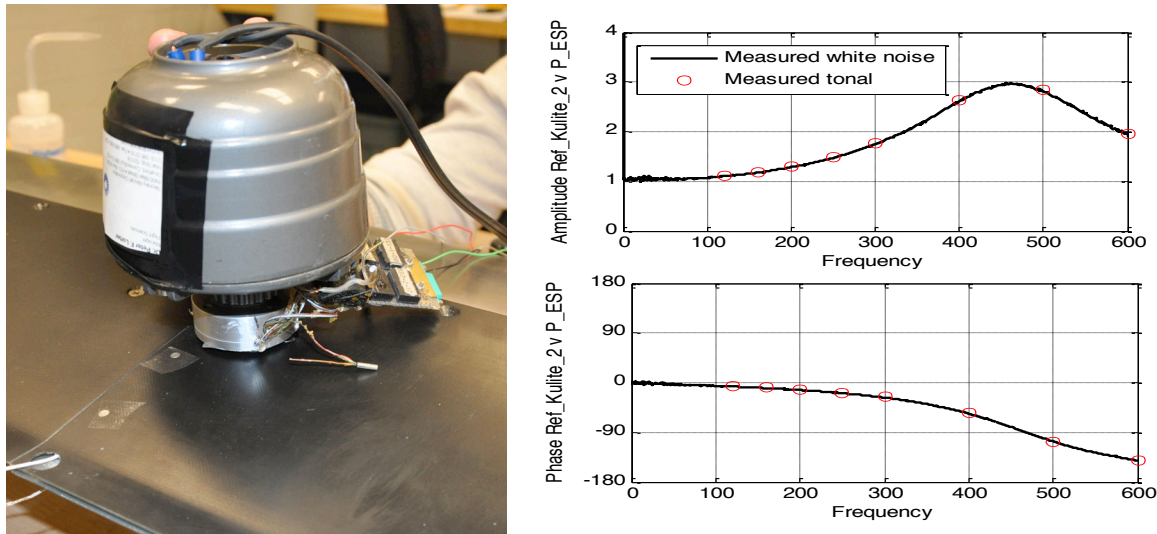 4
3
2
1
0
0 100 200 300 400 500 600
Frequency
Amplitude Ref_Kulite_2 v P_ESP
Measured white noise
Measured tonal
180
90
0
-90
-180
0 100 200 300 400 500 600
Frequency
Phase Ref_Kulite_2 v P_ESP